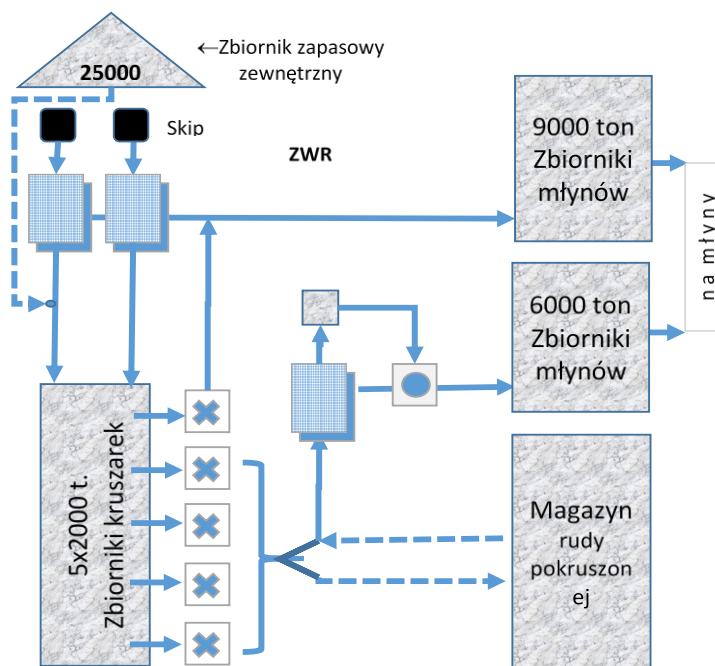 ←Zbiornik zapasowy
zewnętrzny
25000
Skip
ZWR
9000 ton
Zbiorniki
młynów
6000 ton
Zbiorniki
młynów
na młyny
5x2000 t.
Zbiorniki kruszarek
Magazyn
rudy
pokruszon
ej